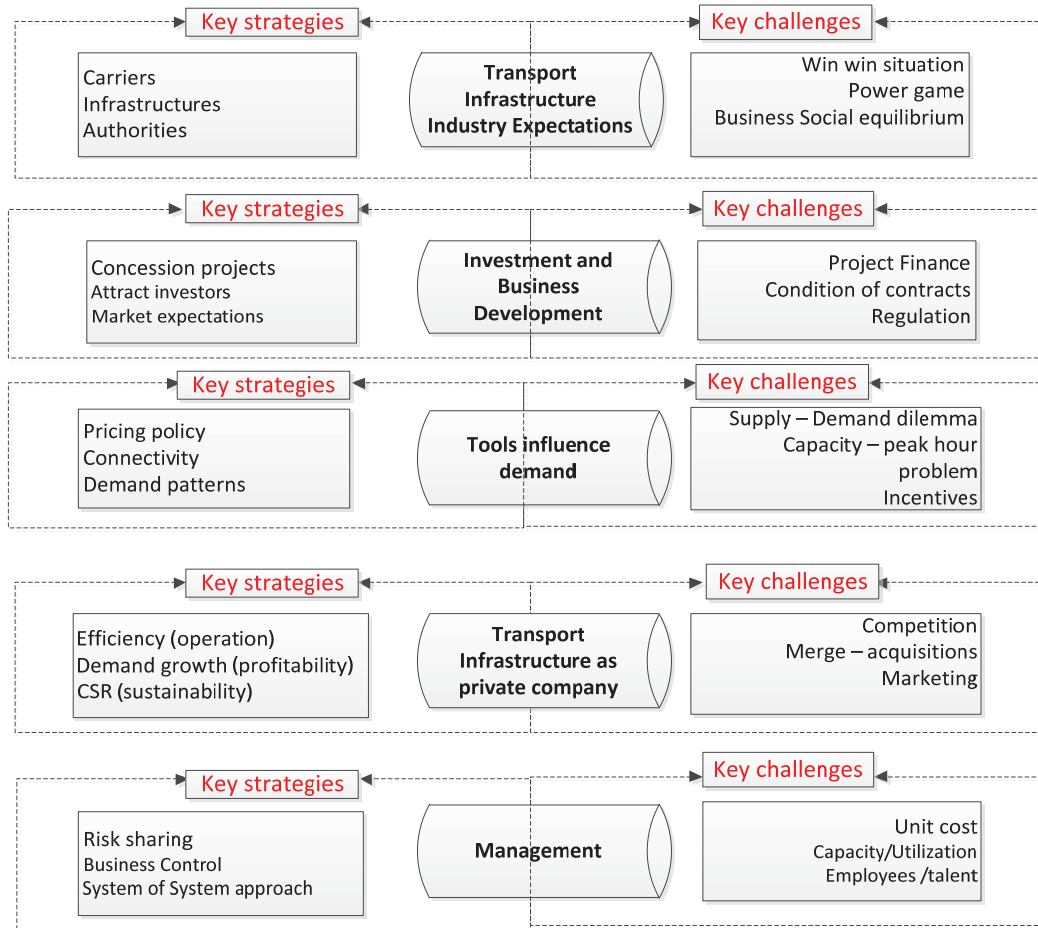 Key strategies
Key challenges
Carriers
Infrastructures
Authorities
Transport
Infrastructure
Industry Expectations
Win win situation
Power game
Business Social equilibrium
Key strategies
Key challenges
Concession projects
Attract investors
Market expectations
Investment and
Business
Development
Project Finance
Condition of contracts
Regulation
Key strategies
Key challenges
Pricing policy
Connectivity
Demand patterns
Tools influence
demand
Supply – Demand dilemma
Capacity – peak hour
problem
Incentives
Key strategies
Key challenges
Efficiency (operation)
Demand growth (profitability)
CSR (sustainability)
Transport
Infrastructure as
private company
Competition
Merge – acquisitions
Marketing
Key strategies
Key challenges
Risk sharing
Business Control
System of System approach
Management
Unit cost
Capacity/Utilization
Employees /talent